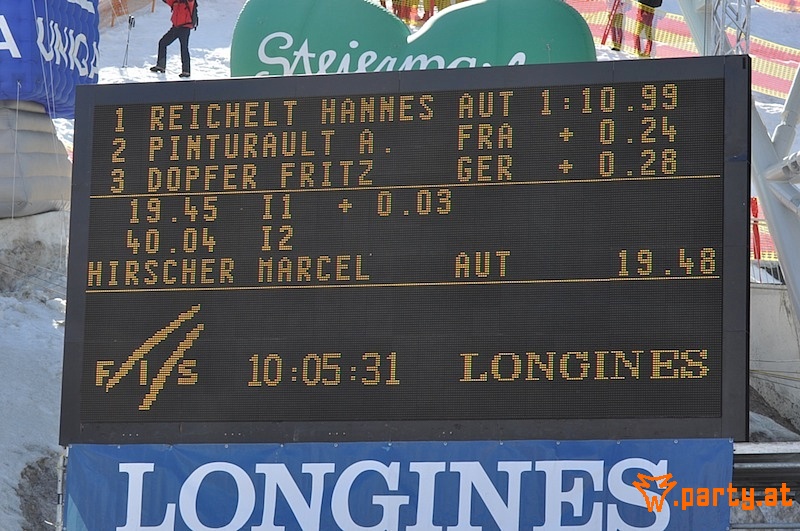 UNIQA
Steiermark
1 REICHELT HANNES AUT 1:10.99
2 PINTURAULT A. FRA + 0.24
3 DOPFER FRITZ GER + 0.28
19.45 I1 + 0.03
40.04 I2
HIRSCHER MARCEL AUT 19.48
FIS 10:05:31 LONGINES
LONGINES
party.at